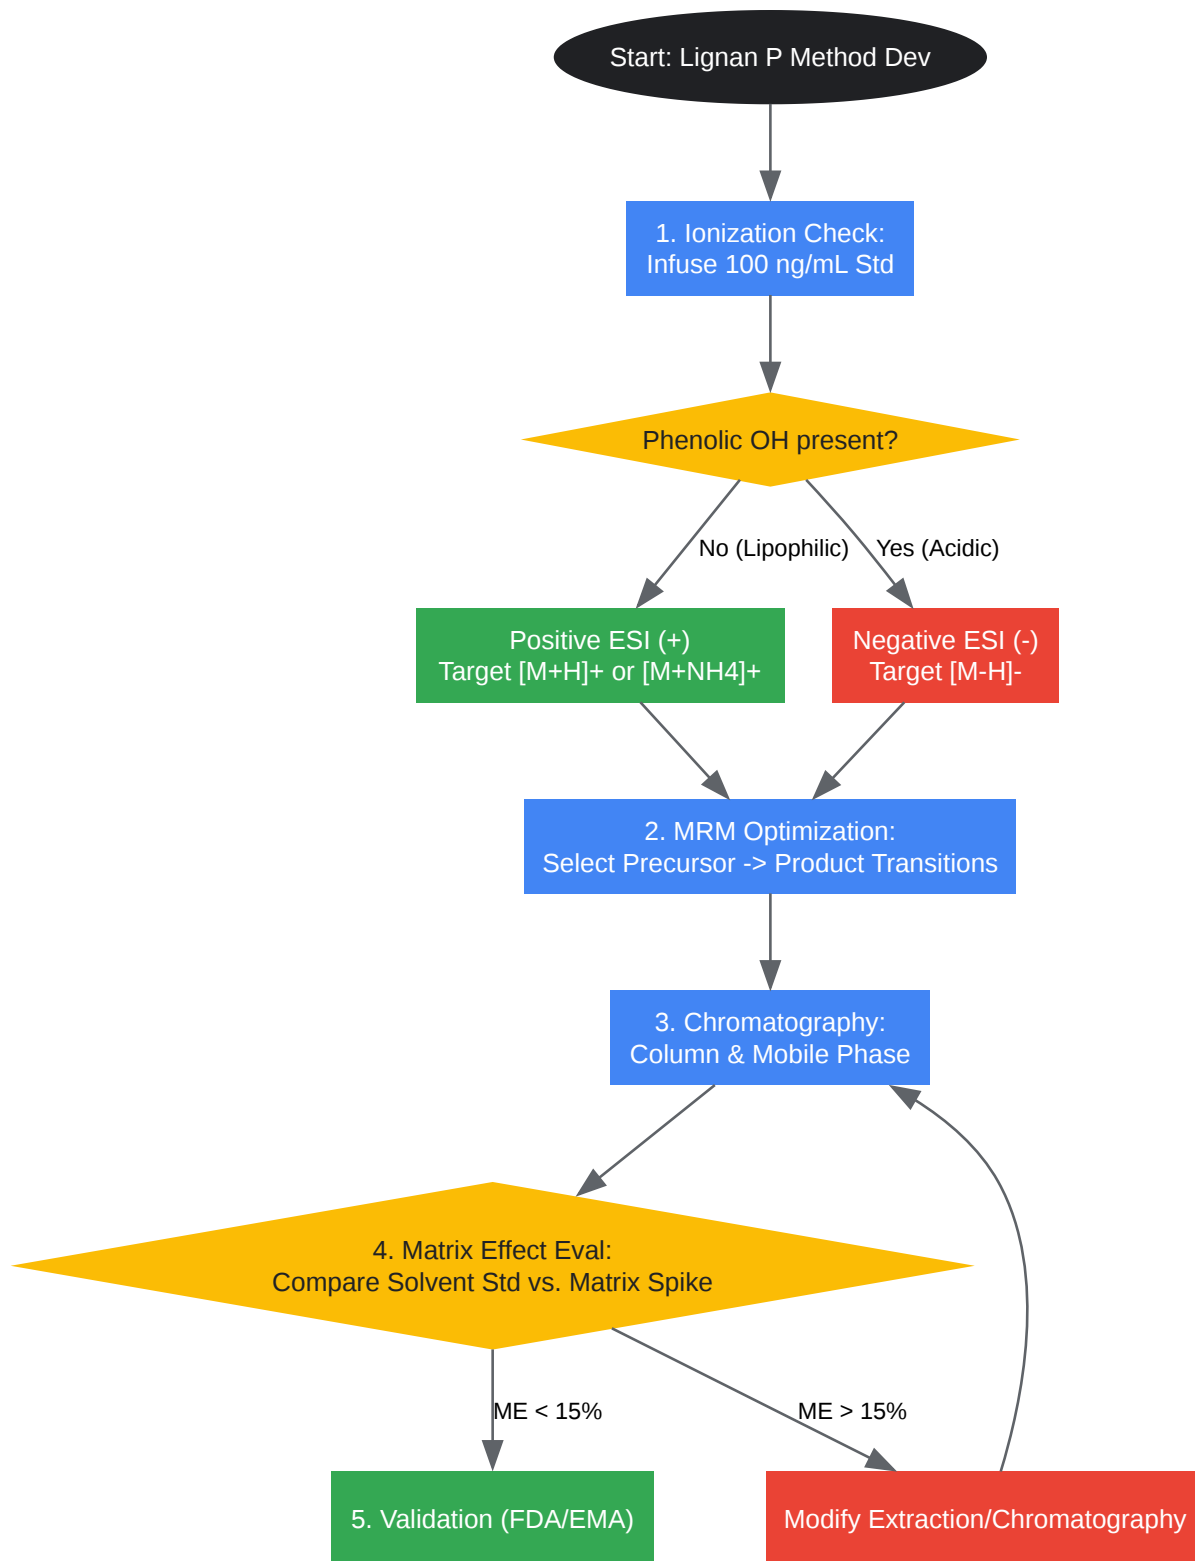 Start: Lignan P Method Dev
1. Ionization Check:
Infuse 100 ng/mL Std
Phenolic OH present?
No (Lipophilic)
Yes (Acidic)
Positive ESI (+)
Target [M+H]+ or [M+NH4]+
Negative ESI (-)
Target [M-H]-
2. MRM Optimization:
Select Precursor -> Product Transitions
3. Chromatography:
Column & Mobile Phase
4. Matrix Effect Eval:
Compare Solvent Std vs. Matrix Spike
ME < 15%
ME > 15%
5. Validation (FDA/EMA)
Modify Extraction/Chromatography